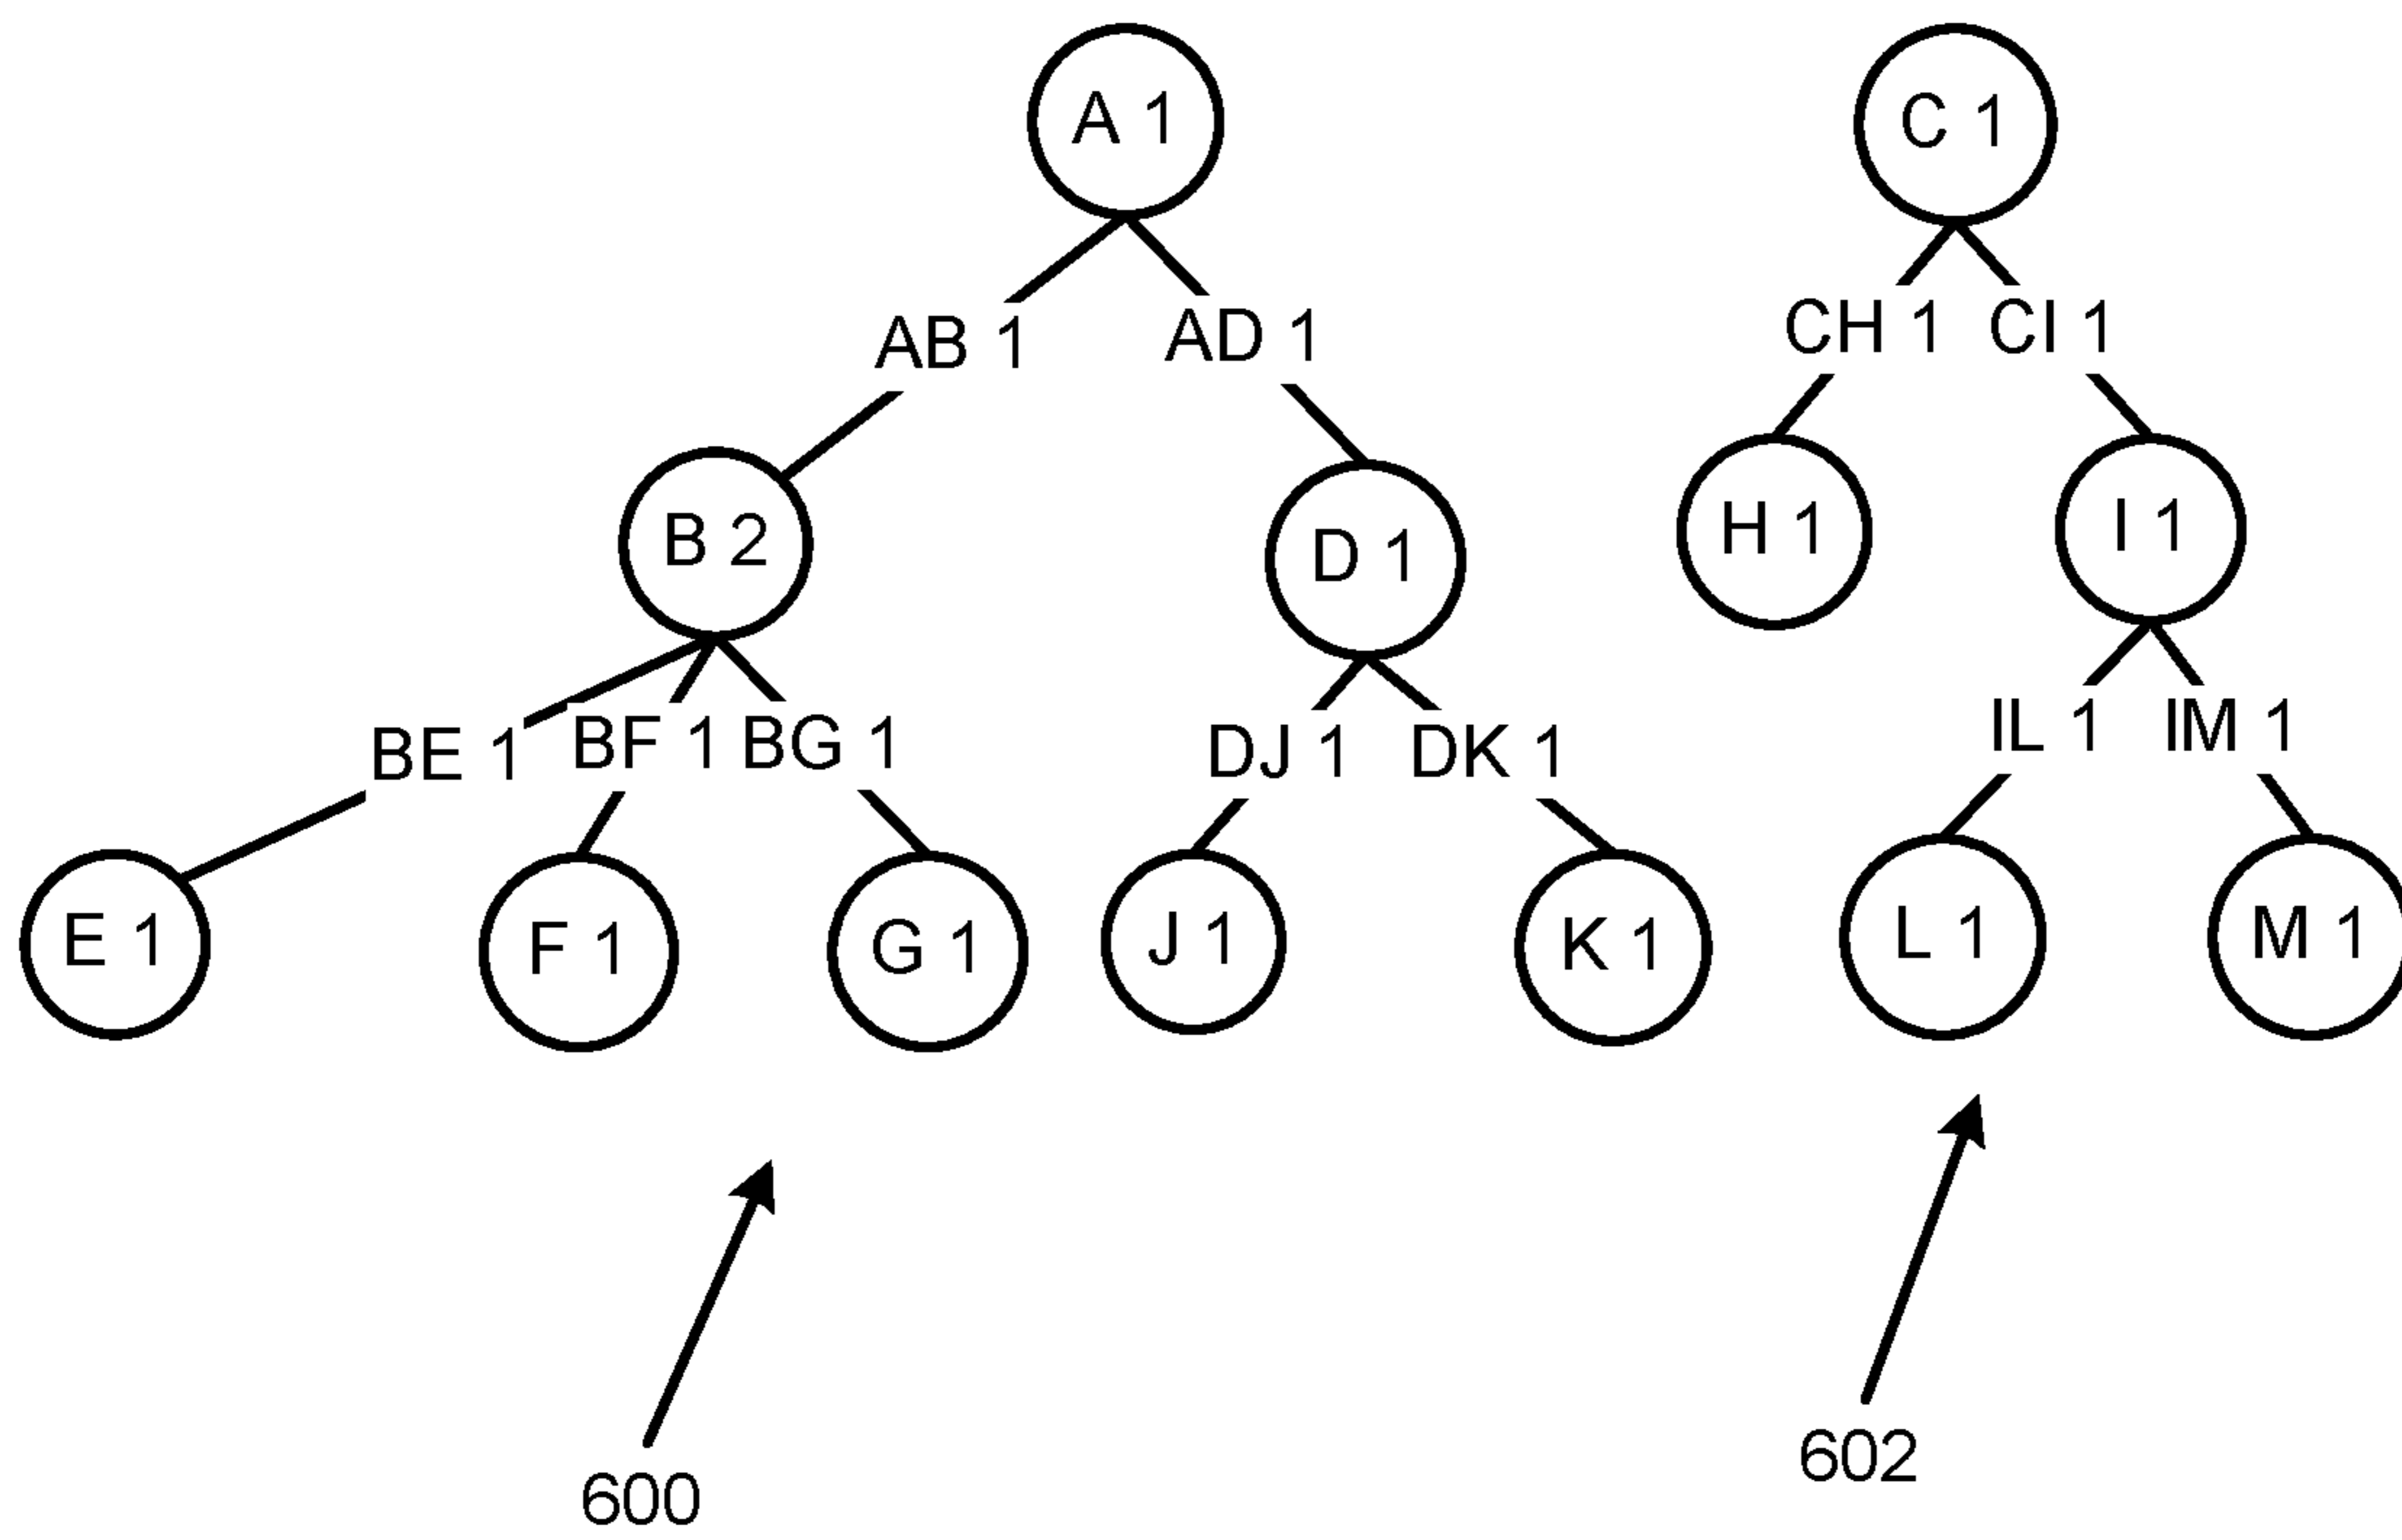 A 1
C 1
AB 1
AD 1
CH 1
CI 1
B 2
D 1
H 1
I 1
BE 1
BF 1
BG 1
DJ 1
DK 1
IL 1
IM 1
E 1
F 1
G 1
J 1
K 1
L 1
M 1
600
602